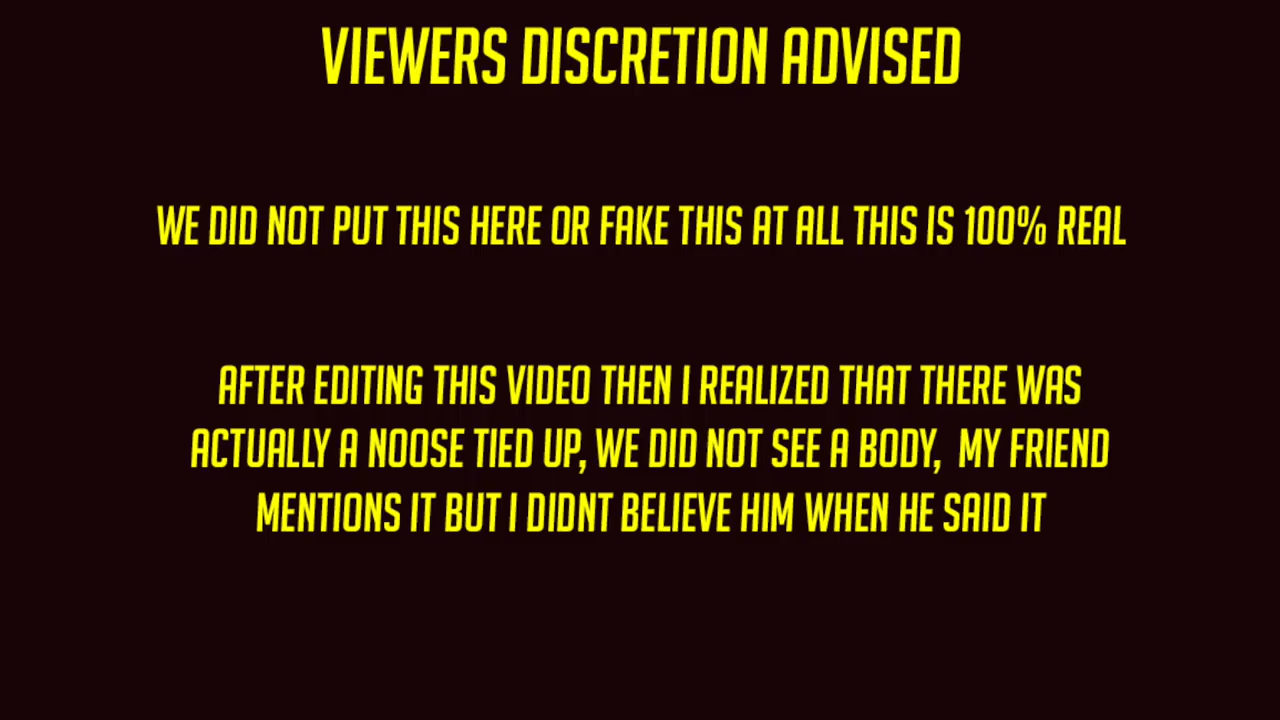 VIEWERS DISCRETION ADVISED
WE DID NOT PUT THIS HERE OR FAKE THIS AT ALL THIS IS 100% REAL
AFTER EDITING THIS VIDEO THEN I REALIZED THAT THERE WAS
ACTUALLY A NOOSE TIED UP, WE DID NOT SEE A BODY, MY FRIEND
MENTIONS IT BUT I DIDNT BELIEVE HIM WHEN HE SAID IT